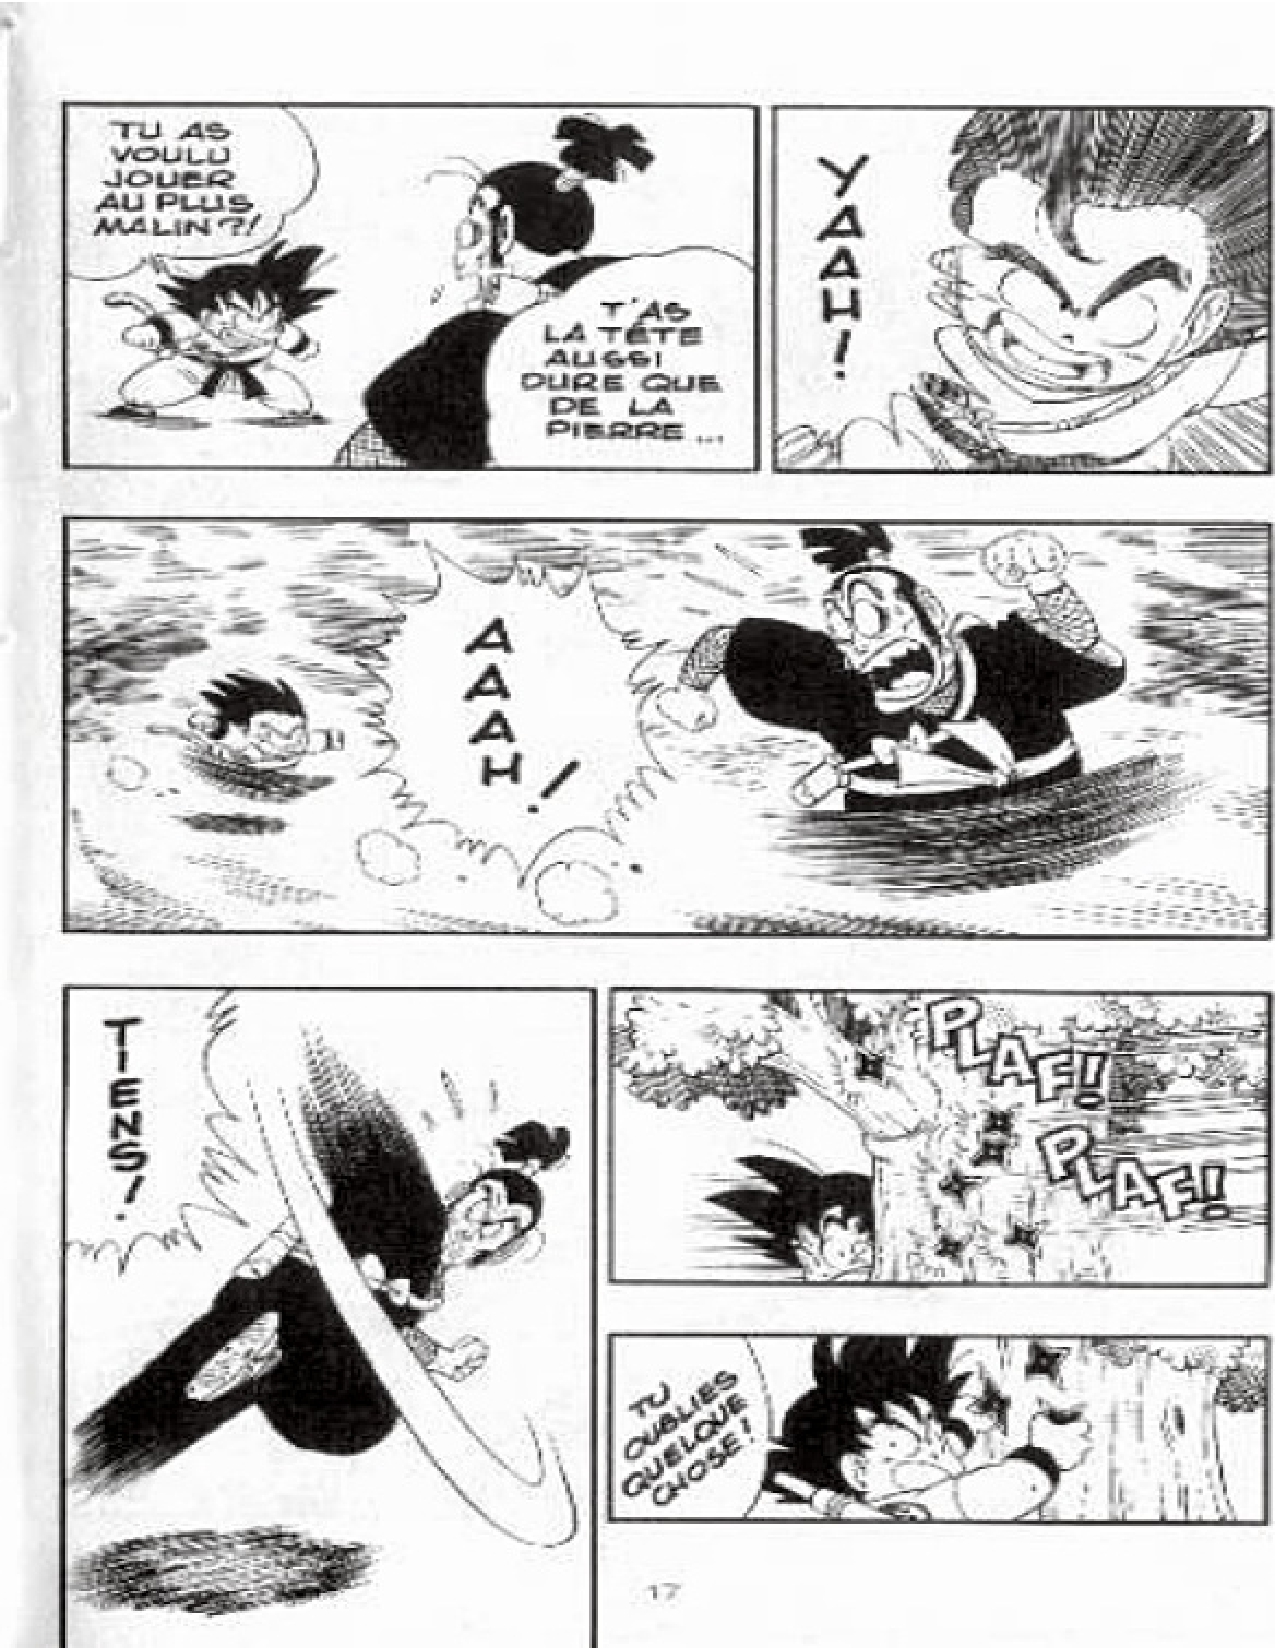 TU AS
VOULU
JOUER
AU PLUS
MALIN ?!
T'AS
LA TÊTE
AUSSI
DURE QUE
DE LA
PIERRE ...
YAAH!
AAAH!
TIENS!
PLAF!
PLAF!
TU
OUBLIES
QUELQUE
CHOSE!
17